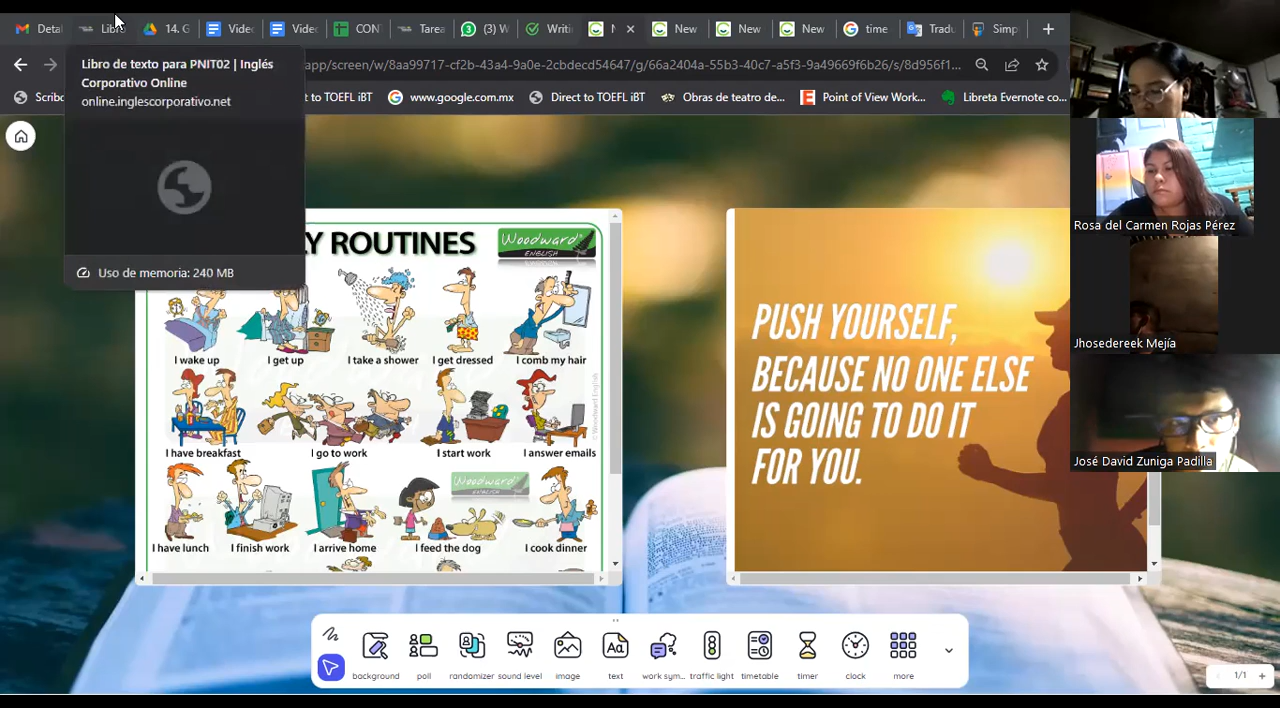 Detal
Libr
14. G
Video
Video
CON
Tarea
(3) W
Writi
N
New
New
New
time
Tradu
Simp
app/screen/w/8aa99717-cf2b-43a4-9a0e-2cbdecd54647/g/66a2404a-55b3-40c7-a5f3-9a49669f6b26/s/8d956f1...
Scribd
t to TOEFL iBT
www.google.com.mx
Direct to TOEFL iBT
Obras de teatro de...
Point of View Work...
Libreta Evernote co...
Libro de texto para PNIT02 | Inglés
Corporativo Online
online.inglescorporativo.net
Uso de memoria: 240 MB
Y ROUTINES
Woodward
ENGLISH
I wake up
I get up
I take a shower
I get dressed
I comb my hair
© Woodward English
I have breakfast
I go to work
I start work
I answer emails
Woodward
ENGLISH
I have lunch
I finish work
I arrive home
I feed the dog
I cook dinner
PUSH YOURSELF,
BECAUSE NO ONE ELSE
IS GOING TO DO IT
FOR YOU.
Rosa del Carmen Rojas Pérez
Jhosedereek Mejía
José David Zuniga Padilla
background
poll
randomizer
sound level
image
text
work sym...
traffic light
timetable
timer
clock
more
1/1